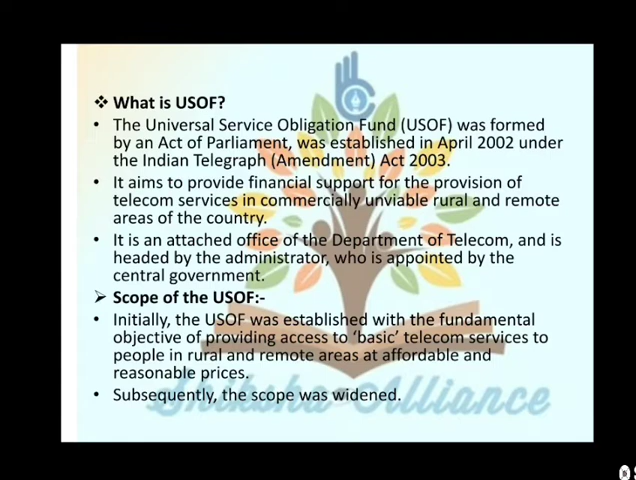 ❖ What is USOF?
• The Universal Service Obligation Fund (USOF) was formed
by an Act of Parliament, was established in April 2002 under
the Indian Telegraph (Amendment) Act 2003.
• It aims to provide financial support for the provision of
telecom services in commercially unviable rural and remote
areas of the country.
• It is an attached office of the Department of Telecom, and is
headed by the administrator, who is appointed by the
central government.
➢ Scope of the USOF:-
• Initially, the USOF was established with the fundamental
objective of providing access to ‘basic’ telecom services to
people in rural and remote areas at affordable and
reasonable prices.
• Subsequently, the scope was widened.
Shiksha Alliance